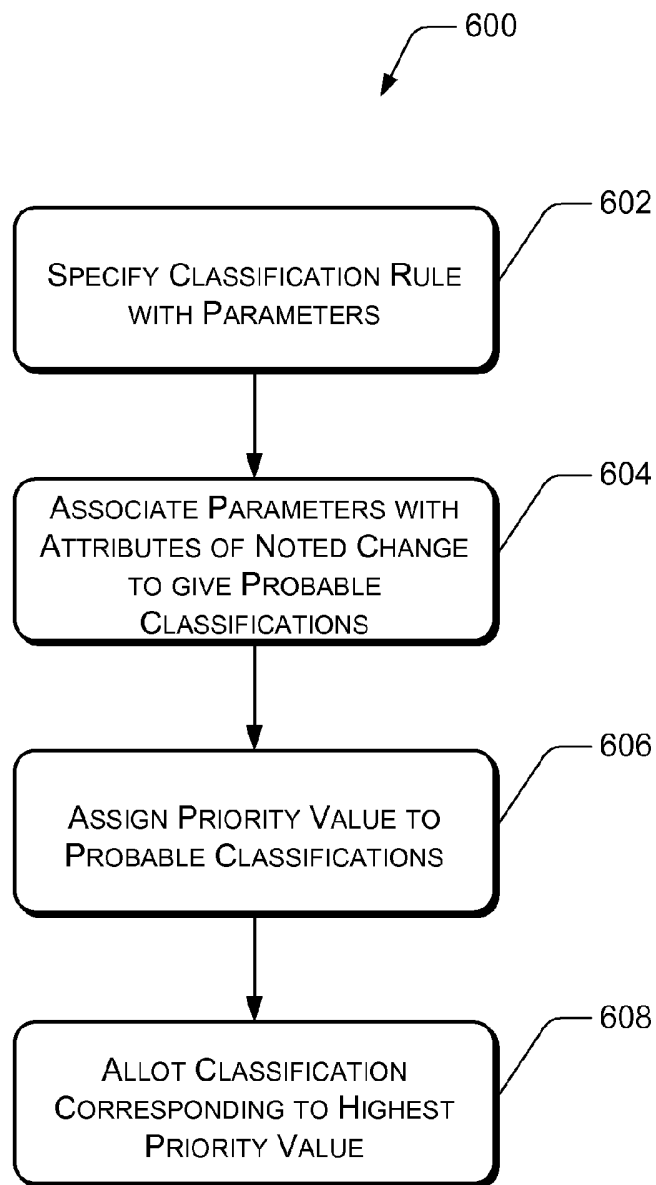 600
602
SPECIFY CLASSIFICATION RULE
WITH PARAMETERS
604
ASSOCIATE PARAMETERS WITH
ATTRIBUTES OF NOTED CHANGE
TO GIVE PROBABLE
CLASSIFICATIONS
606
ASSIGN PRIORITY VALUE TO
PROBABLE CLASSIFICATIONS
608
ALLOT CLASSIFICATION
CORRESPONDING TO HIGHEST
PRIORITY VALUE